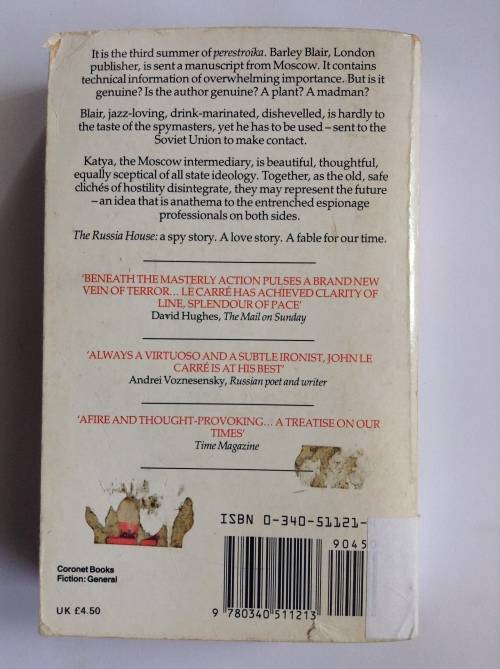 It is the third summer of perestroika. Barley Blair, London
publisher, is sent a manuscript from Moscow. It contains
technical information of overwhelming importance. But is it
genuine? Is the author genuine? A plant? A madman?
Blair, jazz-loving, drink-marinated, dishevelled, is hardly to
the taste of the spymasters, yet he has to be used – sent to the
Soviet Union to make contact.
Katya, the Moscow intermediary, is beautiful, thoughtful,
equally sceptical of all state ideology. Together, as the old, safe
clichés of hostility disintegrate, they may represent the future
– an idea that is anathema to the entrenched espionage
professionals on both sides.
The Russia House: a spy story. A love story. A fable for our time.
'BENEATH THE MASTERLY ACTION PULSES A BRAND NEW
VEIN OF TERROR... LE CARRÉ HAS ACHIEVED CLARITY OF
LINE, SPLENDOUR OF PACE'
David Hughes, The Mail on Sunday
'ALWAYS A VIRTUOSO AND A SUBTLE IRONIST, JOHN LE
CARRÉ IS AT HIS BEST'
Andrei Voznesensky, Russian poet and writer
'AFIRE AND THOUGHT-PROVOKING... A TREATISE ON OUR
TIMES'
Time Magazine
ISBN 0-340-51121-
9045
Coronet Books
Fiction: General
UK £4.50
9 780340 511213